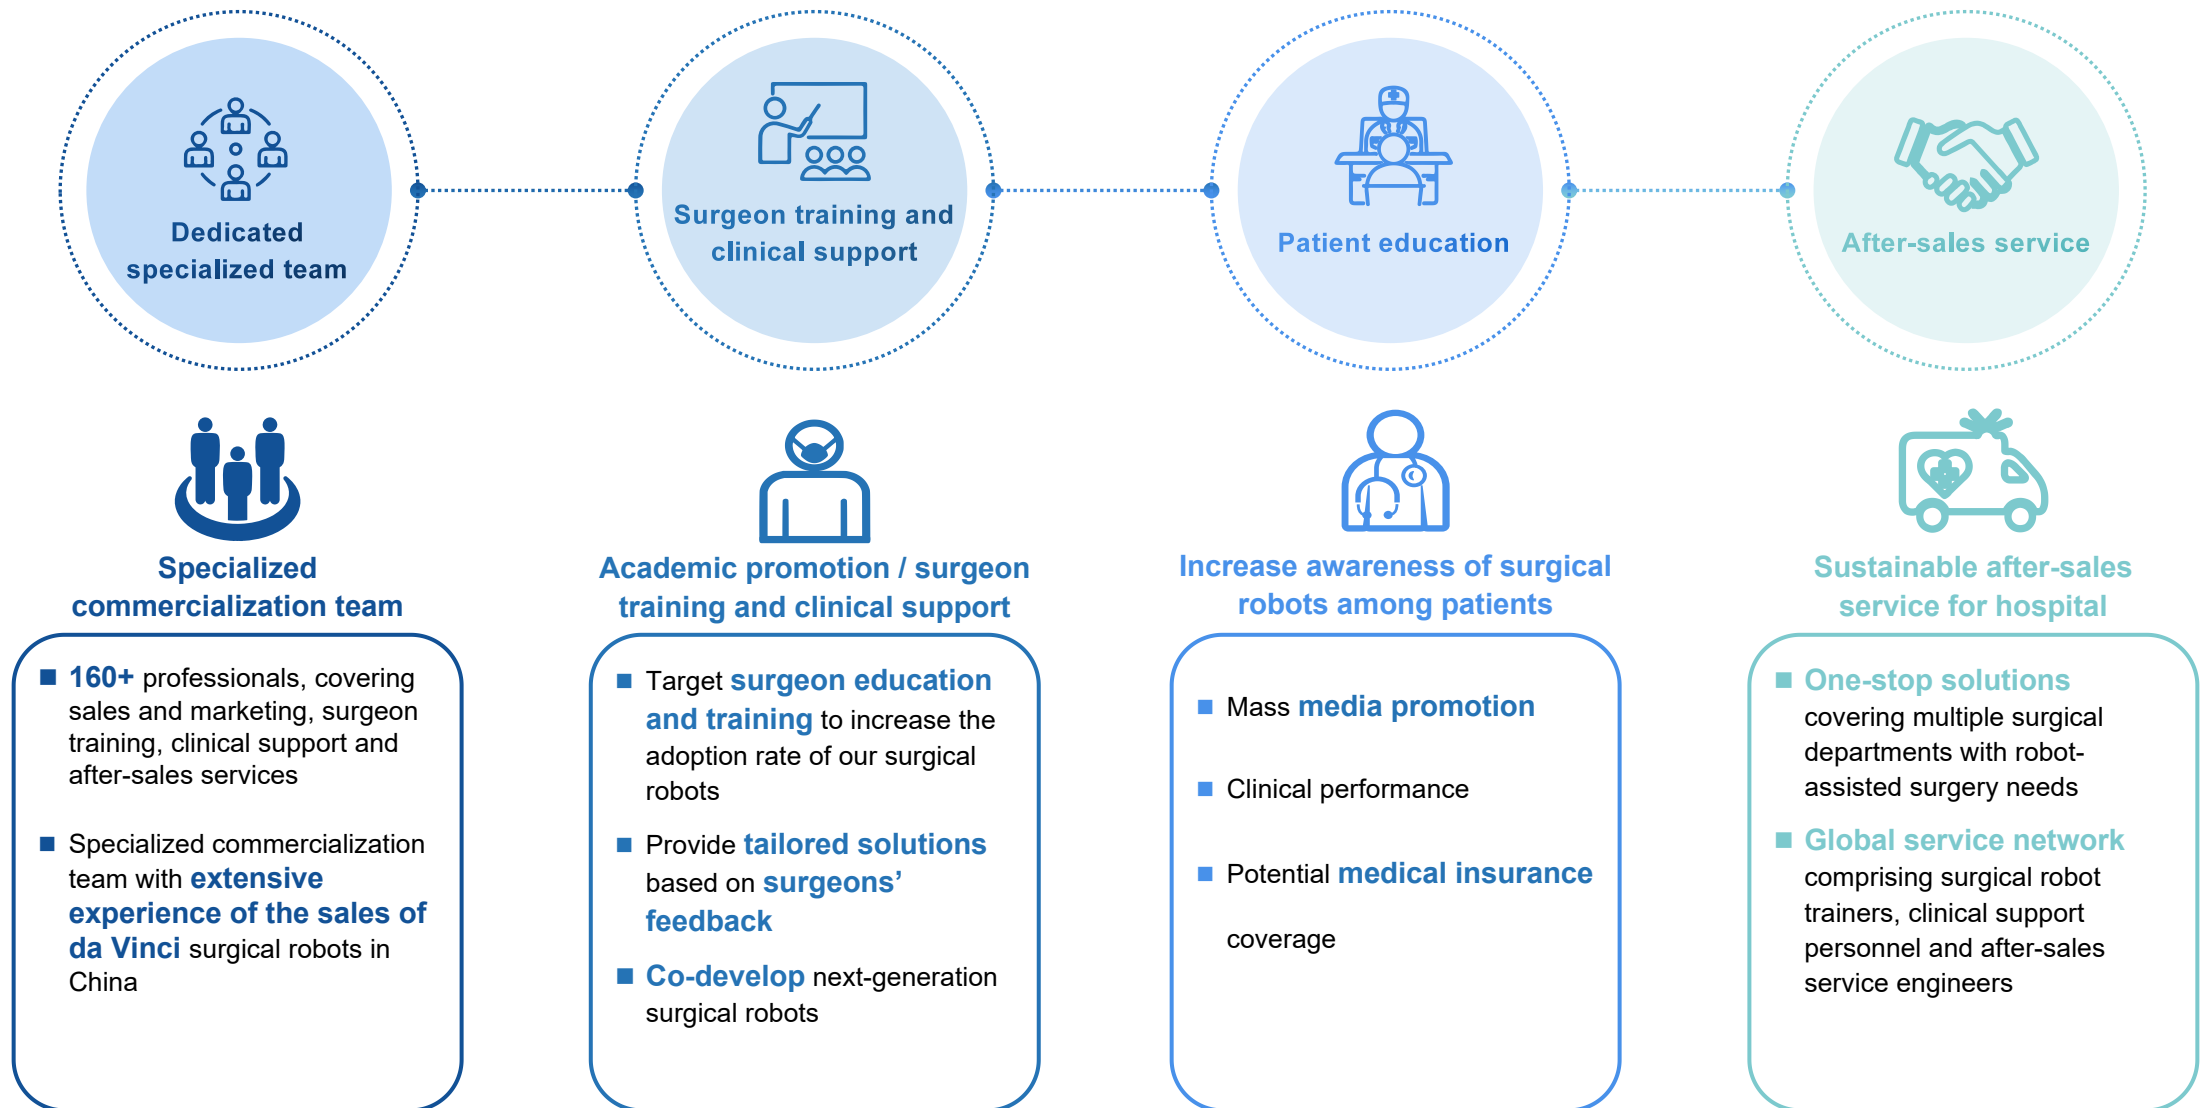 Dedicated
specialized team
Surgeon training and
clinical support
Patient education
After-sales service
Specialized
commercialization team
■ 160+ professionals, covering
sales and marketing, surgeon
training, clinical support and
after-sales services
■ Specialized commercialization
team with extensive
experience of the sales of
da Vinci surgical robots in
China
Academic promotion / surgeon
training and clinical support
■ Target surgeon education
and training to increase the
adoption rate of our surgical
robots
■ Provide tailored solutions
based on surgeons’
feedback
■ Co-develop next-generation
surgical robots
Increase awareness of surgical
robots among patients
■ Mass media promotion
■ Clinical performance
■ Potential medical insurance
coverage
Sustainable after-sales
service for hospital
■ One-stop solutions
covering multiple surgical
departments with robot-
assisted surgery needs
■ Global service network
comprising surgical robot
trainers, clinical support
personnel and after-sales
service engineers